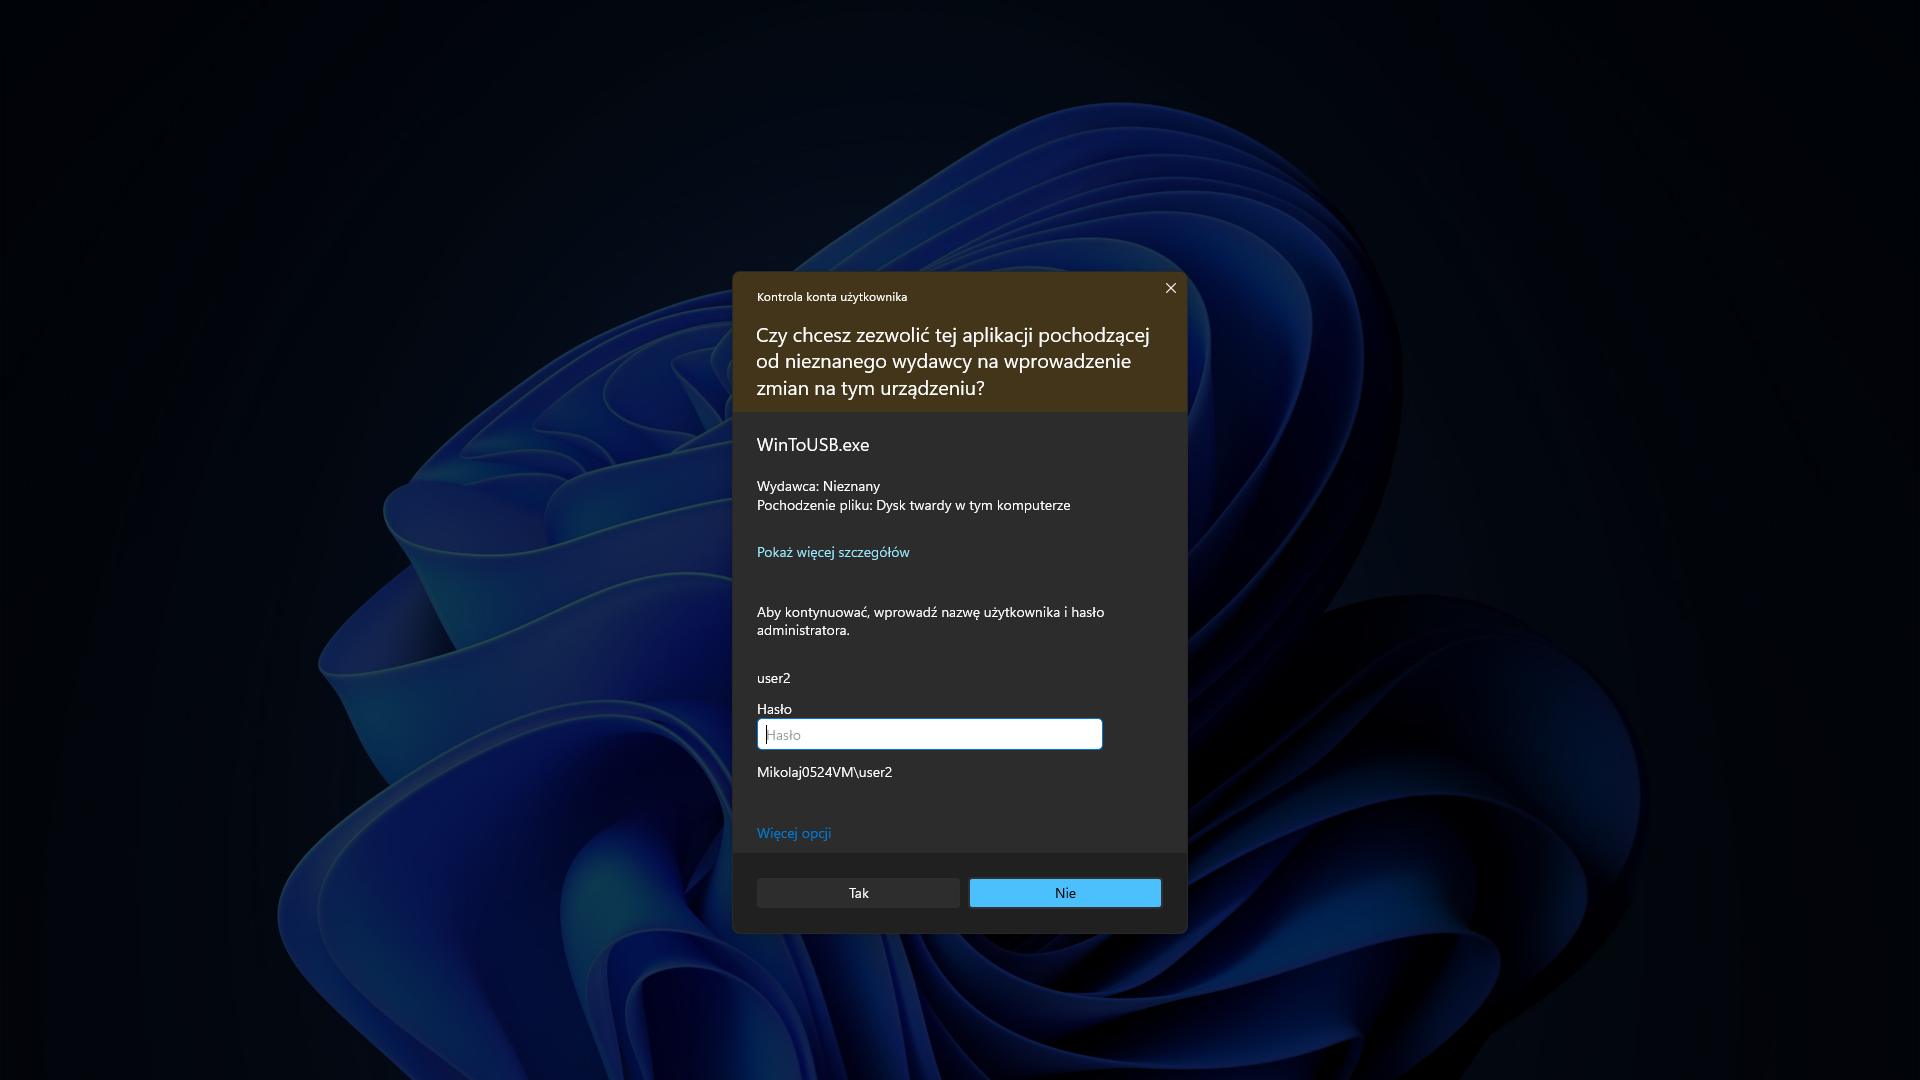 Kontrola konta użytkownika
Czy chcesz zezwolić tej aplikacji pochodzącej
od nieznanego wydawcy na wprowadzenie
zmian na tym urządzeniu?
WinToUSB.exe
Wydawca: Nieznany
Pochodzenie pliku: Dysk twardy w tym komputerze
Pokaż więcej szczegółów
Aby kontynuować, wprowadź nazwę użytkownika i hasło
administratora.
user2
Hasło
Hasło
Mikolaj0524VM\user2
Więcej opcji
Tak
Nie